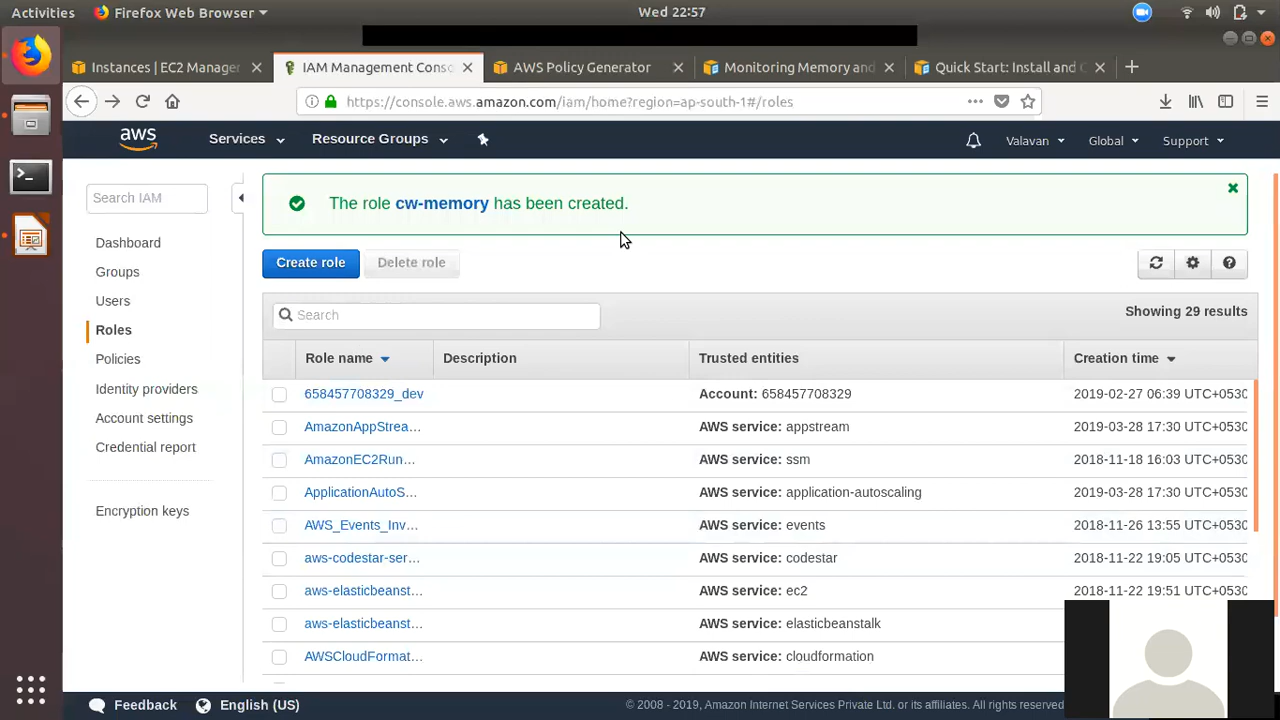 Activities
Firefox Web Browser
Wed 22:57
Instances | EC2 Manager
IAM Management Conso
AWS Policy Generator
Monitoring Memory and
Quick Start: Install and C
https://console.aws.amazon.com/iam/home?region=ap-south-1#/roles
aws
Services
Resource Groups
Valavan
Global
Support
Search IAM
Dashboard
Groups
Users
Roles
Policies
Identity providers
Account settings
Credential report
Encryption keys
The role cw-memory has been created.
Create role
Delete role
Search
Showing 29 results
Role name Description Trusted entities Creation time
658457708329_dev Account: 658457708329 2019-02-27 06:39 UTC+0530
AmazonAppStrea... AWS service: appstream 2019-03-28 17:30 UTC+0530
AmazonEC2Run... AWS service: ssm 2018-11-18 16:03 UTC+0530
ApplicationAutoS... AWS service: application-autoscaling 2019-03-28 17:30 UTC+0530
AWS_Events_Inv... AWS service: events 2018-11-26 13:55 UTC+0530
aws-codestar-ser... AWS service: codestar 2018-11-22 19:05 UTC+0530
aws-elasticbeanst... AWS service: ec2 2018-11-22 19:51 UTC+0530
aws-elasticbeanst... AWS service: elasticbeanstalk
AWSCloudFormat... AWS service: cloudformation
Feedback
English (US)
© 2008 - 2019, Amazon Internet Services Private Ltd. or its affiliates. All rights reserved